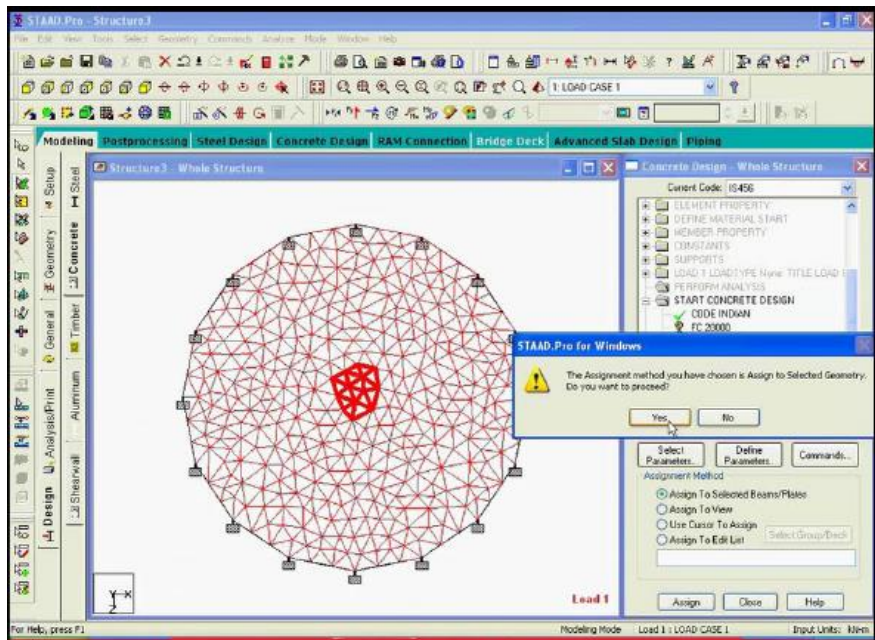 STAAD.Pro - Structure3
File Edit View Tools Select Geometry Commands Analyze Mode Window Help
1: LOAD CASE 1
Modeling Postprocessing Steel Design Concrete Design RAM Connection Bridge Deck Advanced Slab Design Piping
Setup
Geometry
General
Analysis/Print
Design
Steel
Concrete
Timber
Aluminum
Shearwall
Structure3 - Whole Structure
Load 1
Concrete Design - Whole Structure
Current Code: IS456
ELEMENT PROPERTY
DEFINE MATERIAL START
MEMBER PROPERTY
CONSTANTS
SUPPORTS
LOAD 1 LOADTYPE None TITLE LOAD
PERFORM ANALYSIS
START CONCRETE DESIGN
CODE INDIAN
FC 20000
STAAD.Pro for Windows
The Assignment method you have chosen is Assign to Selected Geometry.
Do you want to proceed?
Yes No
Select Parameters... Define Parameters... Commands...
Assignment Method
Assign To Selected Beams/Plates
Assign To View
Use Cursor To Assign
Assign To Edit List
Select Group/Deck
Assign Close Help
For Help, press F1
Modeling Mode Load 1 : LOAD CASE 1 Input Units: kN-m